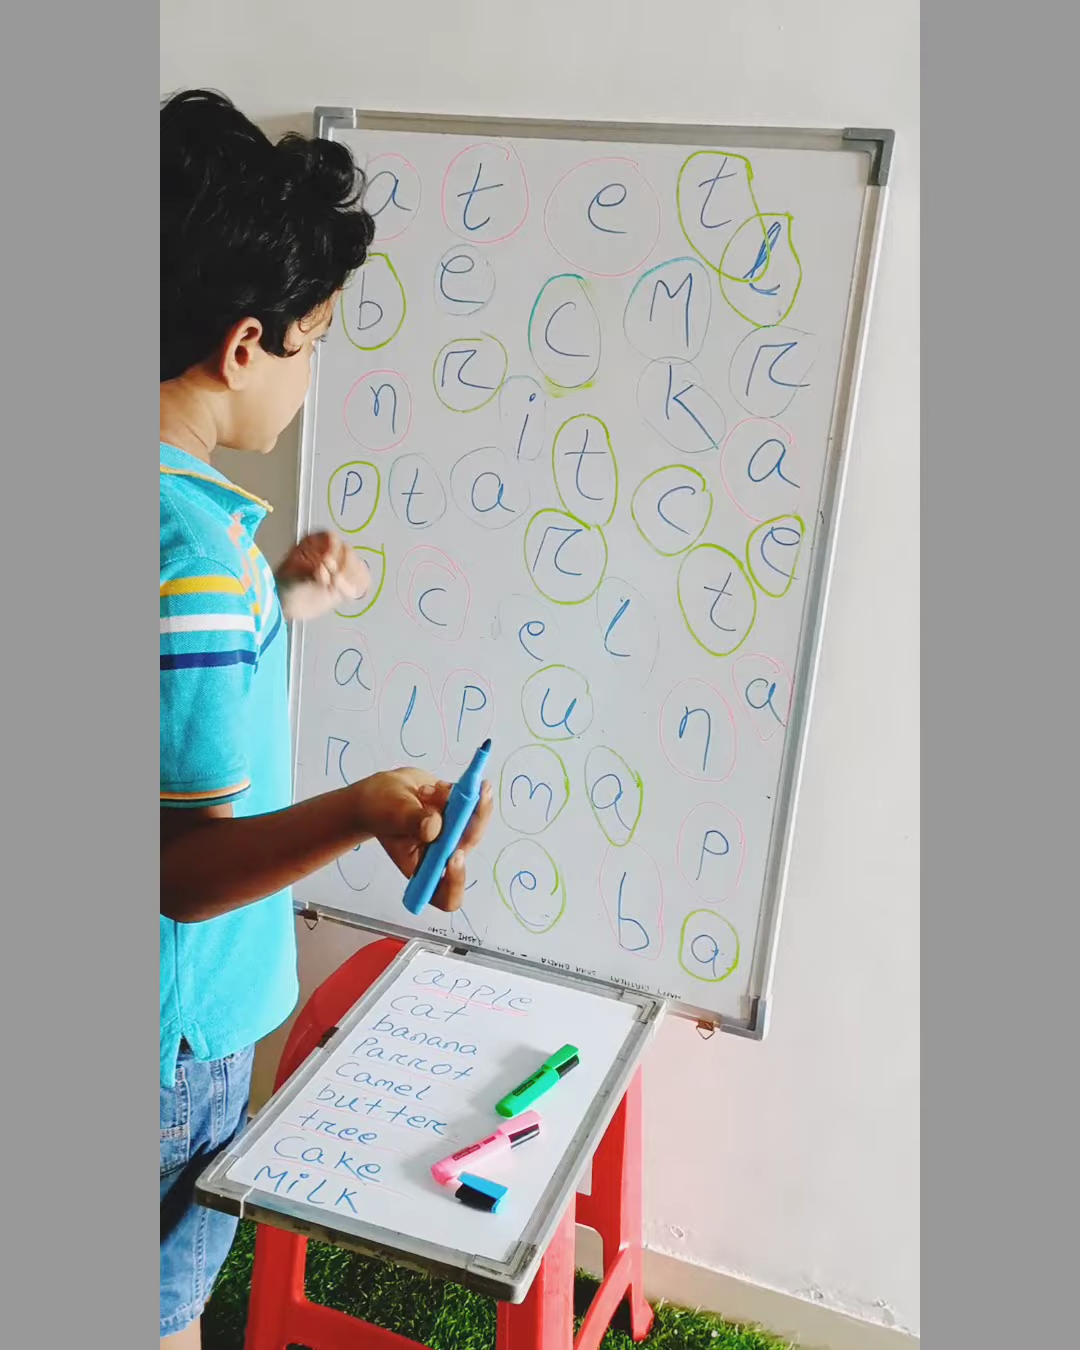 a t e t
l
b e c M
r r
n i k
t a
p t a c
r e
c t
e l
a a
l p u n
r
m a
p
e b
a
apple
cat
banana
Parrot
Camel
butter
tree
Cake
MiLK